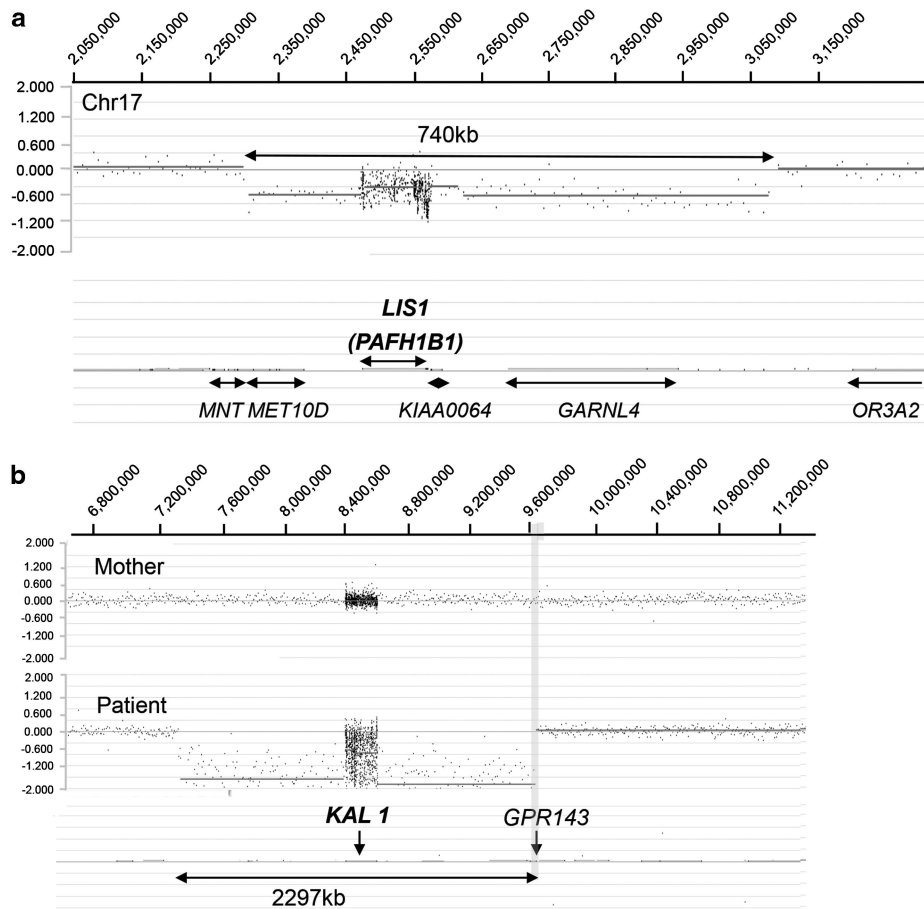 a
2,050,000 2,150,000 2,250,000 2,350,000 2,450,000 2,550,000 2,650,000 2,750,000 2,850,000 2,950,000 3,050,000 3,150,000
2.000
Chr17
1.200
740kb
0.600
0.000
-0.600
-1.200
-2.000
LIS1
(PAFH1B1)
MNT MET10D KIAA0064 GARNL4 OR3A2
b
6,800,000 7,200,000 7,600,000 8,000,000 8,400,000 8,800,000 9,200,000 9,600,000 10,000,000 10,400,000 10,800,000 11,200,000
2.000
Mother
1.200
0.600
0.000
-0.600
-1.200
-2.000
2.000
1.200
Patient
0.600
0.000
-0.600
-1.200
-2.000
KAL 1 GPR143
2297kb